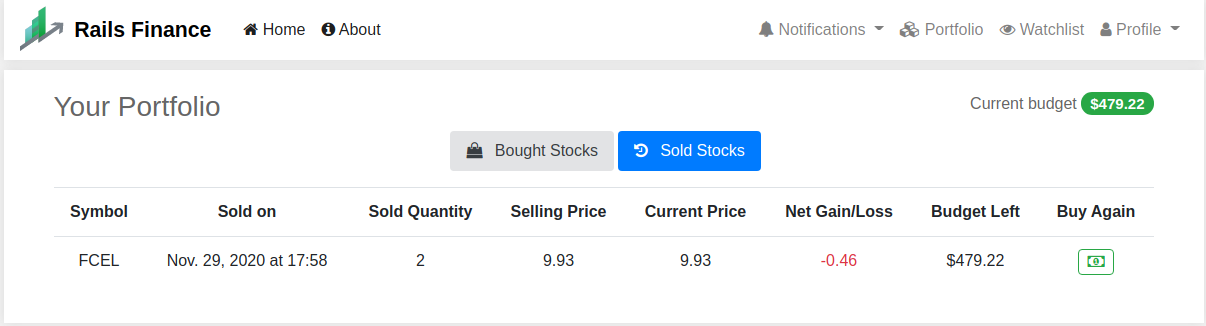 Rails Finance Home About Notifications Portfolio Watchlist Profile
Your Portfolio Current budget $479.22
Bought Stocks Sold Stocks
Symbol Sold on Sold Quantity Selling Price Current Price Net Gain/Loss Budget Left Buy Again
FCEL Nov. 29, 2020 at 17:58 2 9.93 9.93 -0.46 $479.22